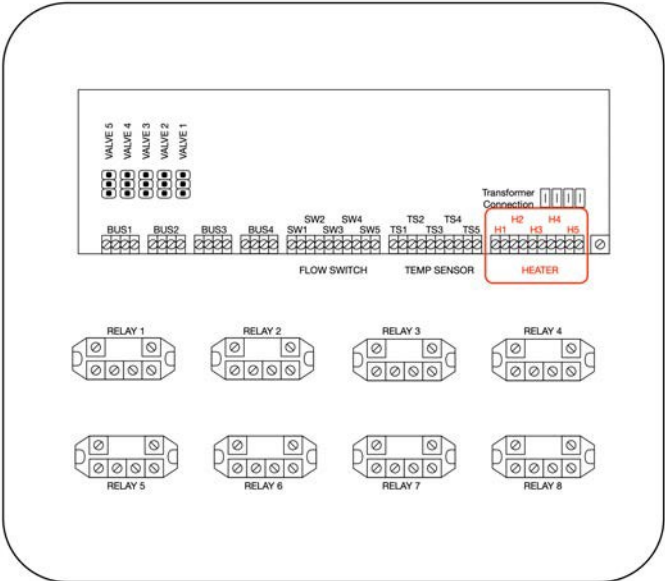 VALVE 5
VALVE 4
VALVE 3
VALVE 2
VALVE 1
Transformer
Connection
SW2 SW4 TS2 TS4 H2 H4
BUS1 BUS2 BUS3 BUS4 SW1 SW3 SW5 TS1 TS3 TS5 H1 H3 H5
FLOW SWITCH TEMP SENSOR HEATER
RELAY 1 RELAY 2 RELAY 3 RELAY 4
RELAY 5 RELAY 6 RELAY 7 RELAY 8